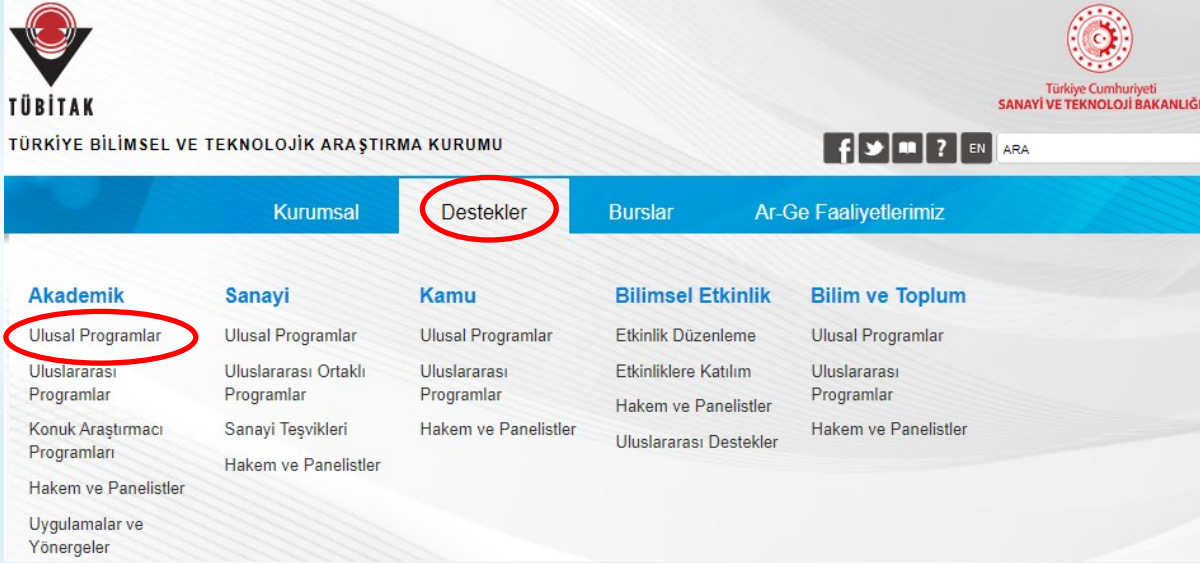 TÜBİTAK
Türkiye Cumhuriyeti
SANAYİ VE TEKNOLOJİ BAKANLIĞI
TÜRKİYE BİLİMSEL VE TEKNOLOJİK ARAŞTIRMA KURUMU
f ? EN ARA
Kurumsal Destekler Burslar Ar-Ge Faaliyetlerimiz
Akademik
Ulusal Programlar
Uluslararası
Programlar
Konuk Araştırmacı
Programları
Hakem ve Panelistler
Uygulamalar ve
Yönergeler
Sanayi
Ulusal Programlar
Uluslararası Ortaklı
Programlar
Sanayi Teşvikleri
Hakem ve Panelistler
Kamu
Ulusal Programlar
Uluslararası
Programlar
Hakem ve Panelistler
Bilimsel Etkinlik
Etkinlik Düzenleme
Etkinliklere Katılım
Hakem ve Panelistler
Uluslararası Destekler
Bilim ve Toplum
Ulusal Programlar
Uluslararası
Programlar
Hakem ve Panelistler